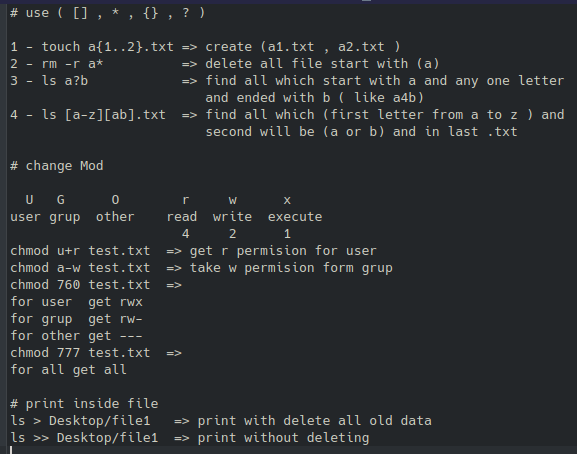 # use ( [] , * , {} , ? )

1 - touch a{1..2}.txt => create (a1.txt , a2.txt )
2 - rm -r a*          => delete all file start with (a)
3 - ls a?b            => find all which start with a and any one letter
                         and ended with b ( like a4b)
4 - ls [a-z][ab].txt  => find all which (first letter from a to z ) and
                         second will be (a or b) and in last .txt

# change Mod

  U   G      O        r     w      x
user grup  other    read  write execute
                      4     2      1
chmod u+r test.txt  => get r permision for user
chmod a-w test.txt  => take w permision form grup
chmod 760 test.txt  =>
for user  get rwx
for grup  get rw-
for other get ---
chmod 777 test.txt  =>
for all get all

# print inside file
ls > Desktop/file1   => print with delete all old data
ls >> Desktop/file1  => print without deleting